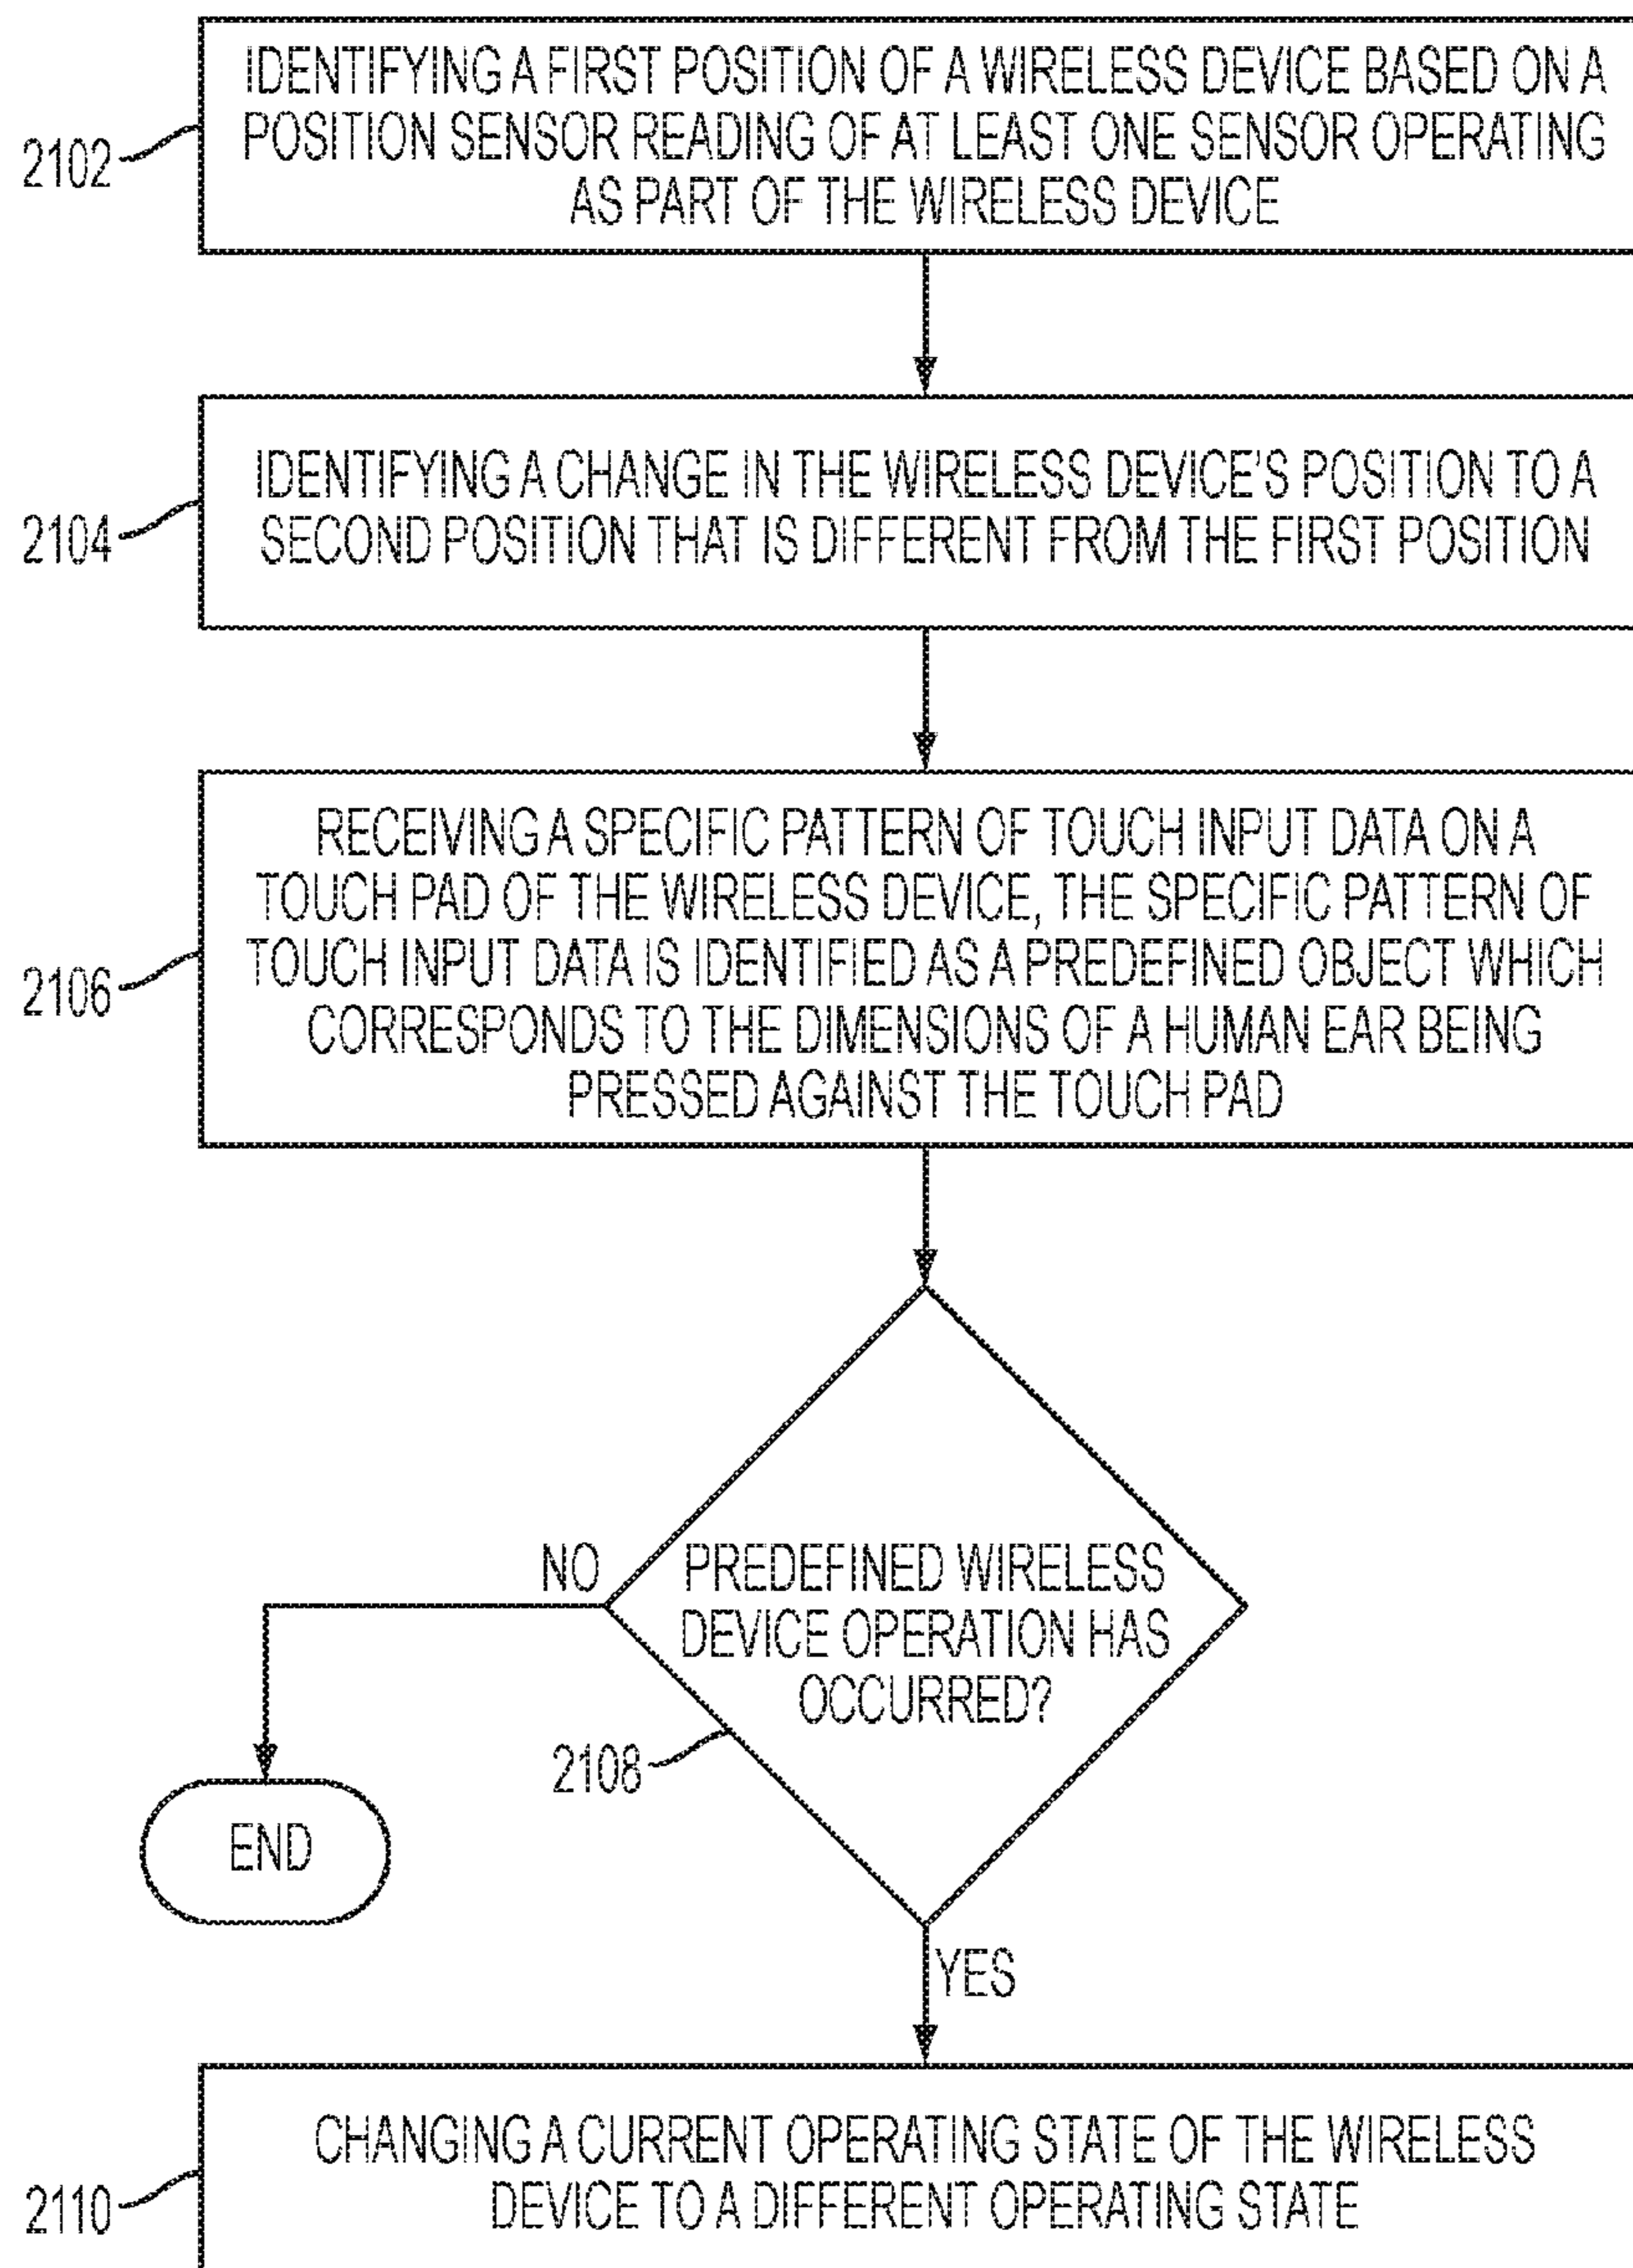 IDENTIFYING A FIRST POSITION OF A WIRELESS DEVICE BASED ON A
POSITION SENSOR READING OF AT LEAST ONE SENSOR OPERATING
AS PART OF THE WIRELESS DEVICE
2102
IDENTIFYING A CHANGE IN THE WIRELESS DEVICE'S POSITION TO A
SECOND POSITION THAT IS DIFFERENT FROM THE FIRST POSITION
2104
RECEIVING A SPECIFIC PATTERN OF TOUCH INPUT DATA ON A
TOUCH PAD OF THE WIRELESS DEVICE, THE SPECIFIC PATTERN OF
TOUCH INPUT DATA IS IDENTIFIED AS A PREDEFINED OBJECT WHICH
CORRESPONDS TO THE DIMENSIONS OF A HUMAN EAR BEING
PRESSED AGAINST THE TOUCH PAD
2106
NO
PREDEFINED WIRELESS
DEVICE OPERATION HAS
OCCURRED?
2108
END
YES
CHANGING A CURRENT OPERATING STATE OF THE WIRELESS
DEVICE TO A DIFFERENT OPERATING STATE
2110